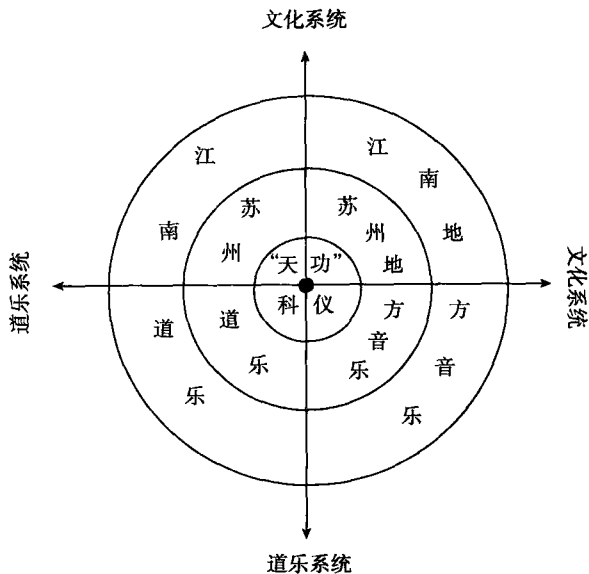 文化系统
江南道乐
江南地方音乐
苏州道乐
苏州地方音乐
“天功”
科仪
道乐系统
文化系统
道乐系统